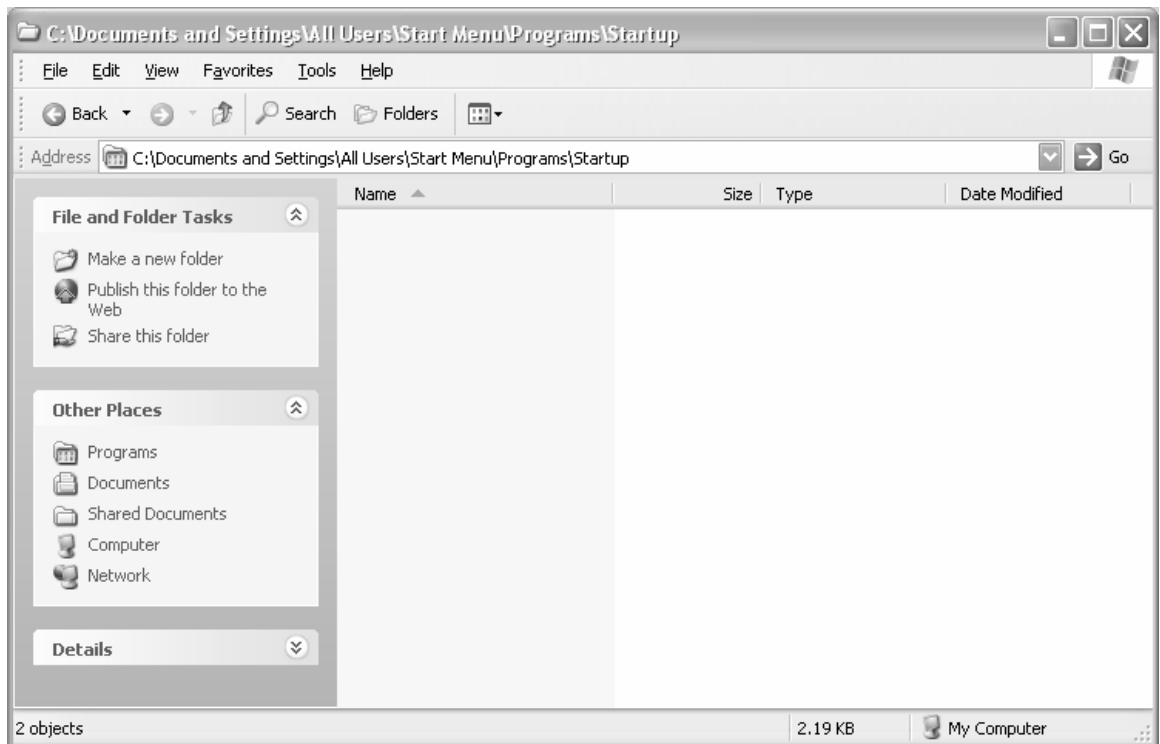 C:\Documents and Settings\All Users\Start Menu\Programs\Startup
File Edit View Favorites Tools Help
Back Search Folders
Address C:\Documents and Settings\All Users\Start Menu\Programs\Startup Go
Name Size Type Date Modified
File and Folder Tasks
Make a new folder
Publish this folder to the
Web
Share this folder
Other Places
Programs
Documents
Shared Documents
Computer
Network
Details
2 objects 2.19 KB My Computer